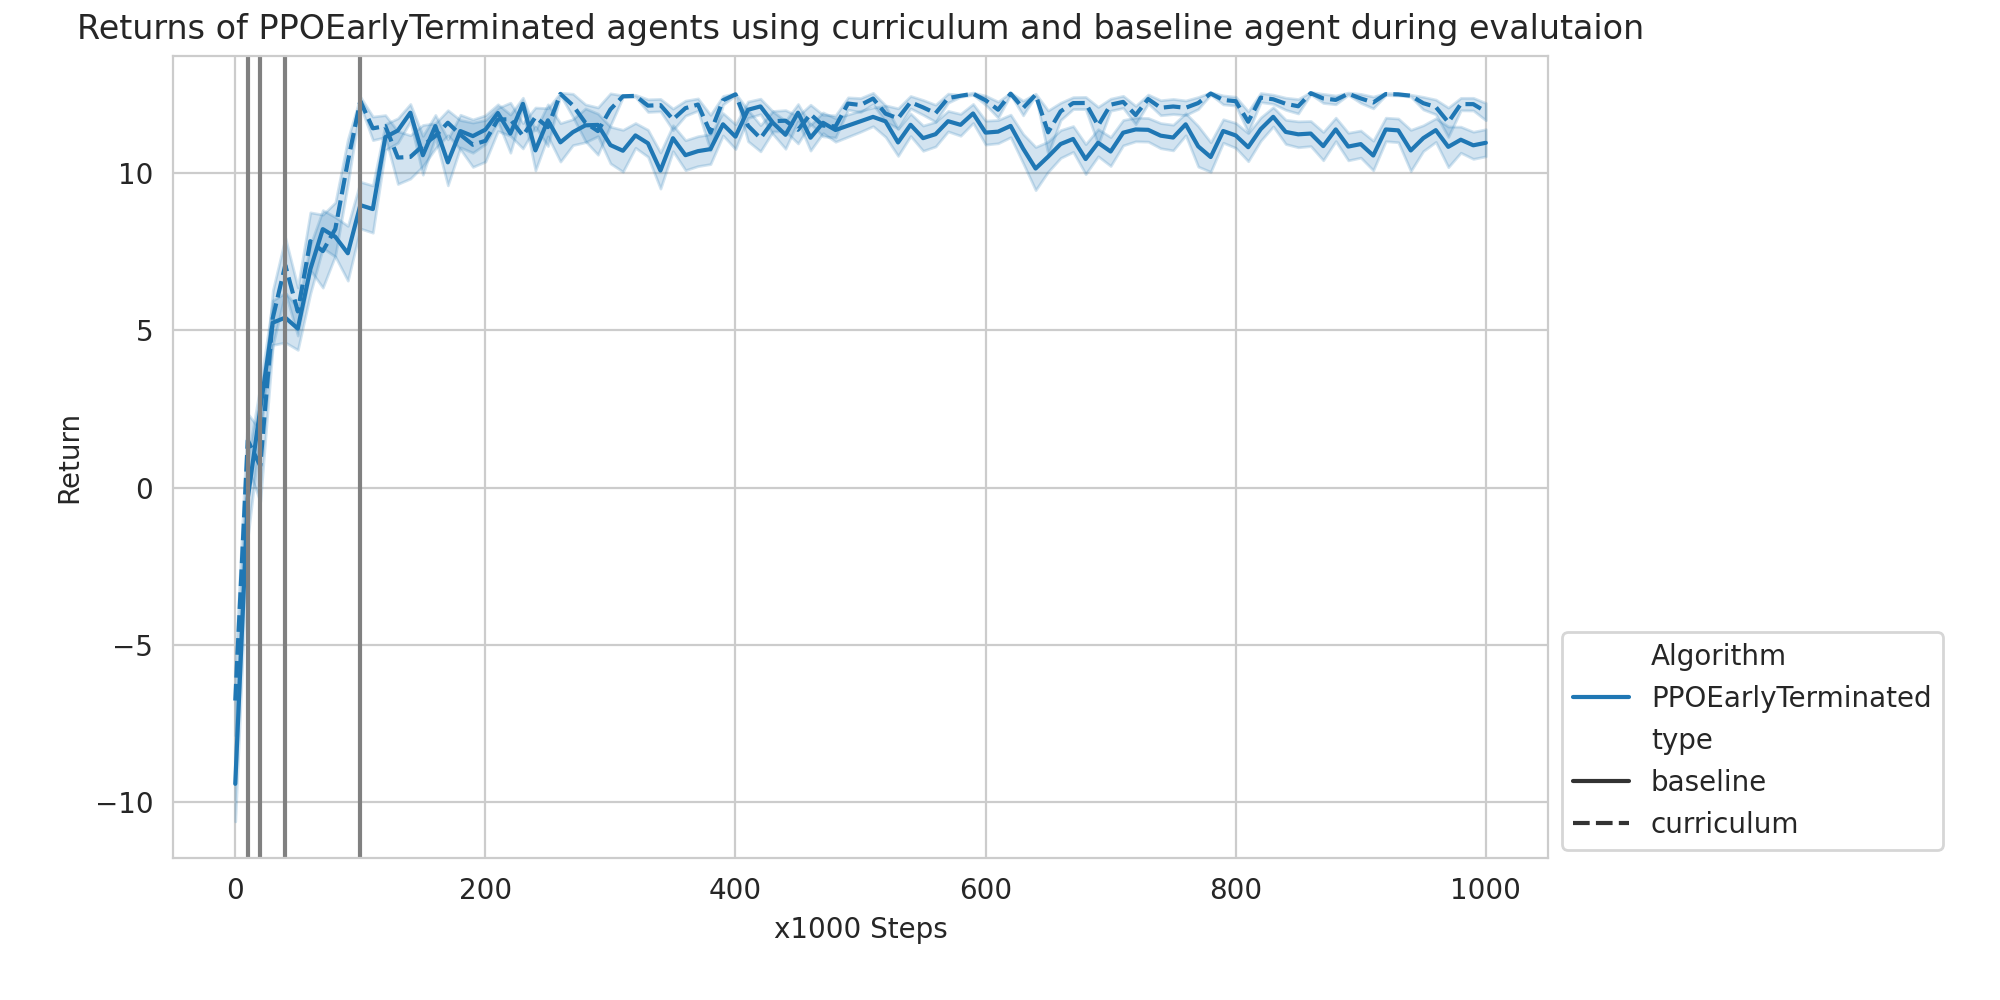 Returns of PPOEarlyTerminated agents using curriculum and baseline agent during evalutaion
Return
10
5
0
−5
−10
0 200 400 600 800 1000
x1000 Steps
Algorithm
PPOEarlyTerminated
type
baseline
curriculum